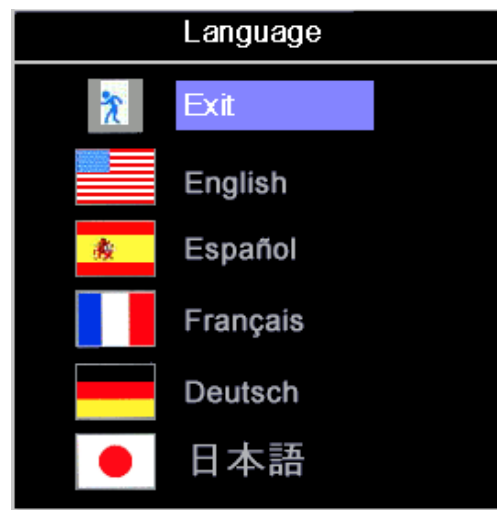 Language
Exit
English
Español
Français
Deutsch
日本語